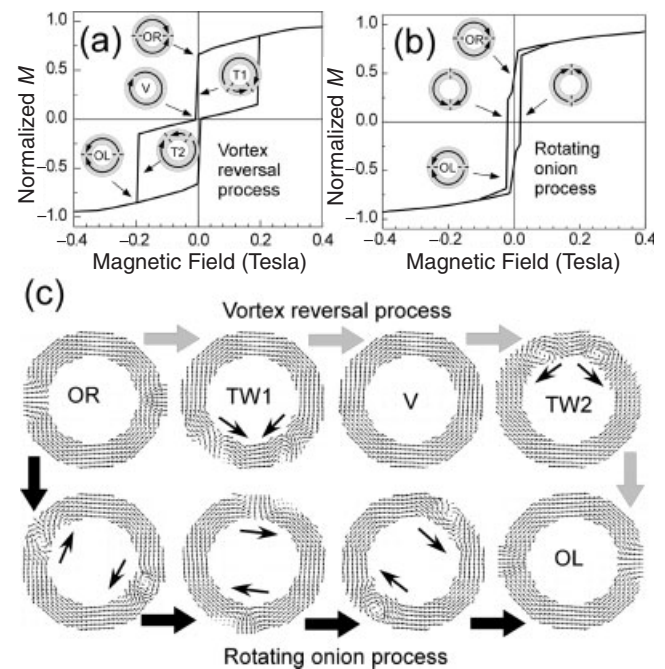 (a)
Normalized M
1.0
0.5
0.0
−0.5
−1.0
OR
V
T1
OL
T2
Vortex
reversal
process
−0.4 −0.2 0.0 0.2 0.4
Magnetic Field (Tesla)
(b)
Normalized M
1.0
0.5
0.0
−0.5
−1.0
OR
OL
Rotating
onion
process
−0.4 −0.2 0.0 0.2 0.4
Magnetic Field (Tesla)
(c)
Vortex reversal process
OR
TW1
V
TW2
OL
Rotating onion process